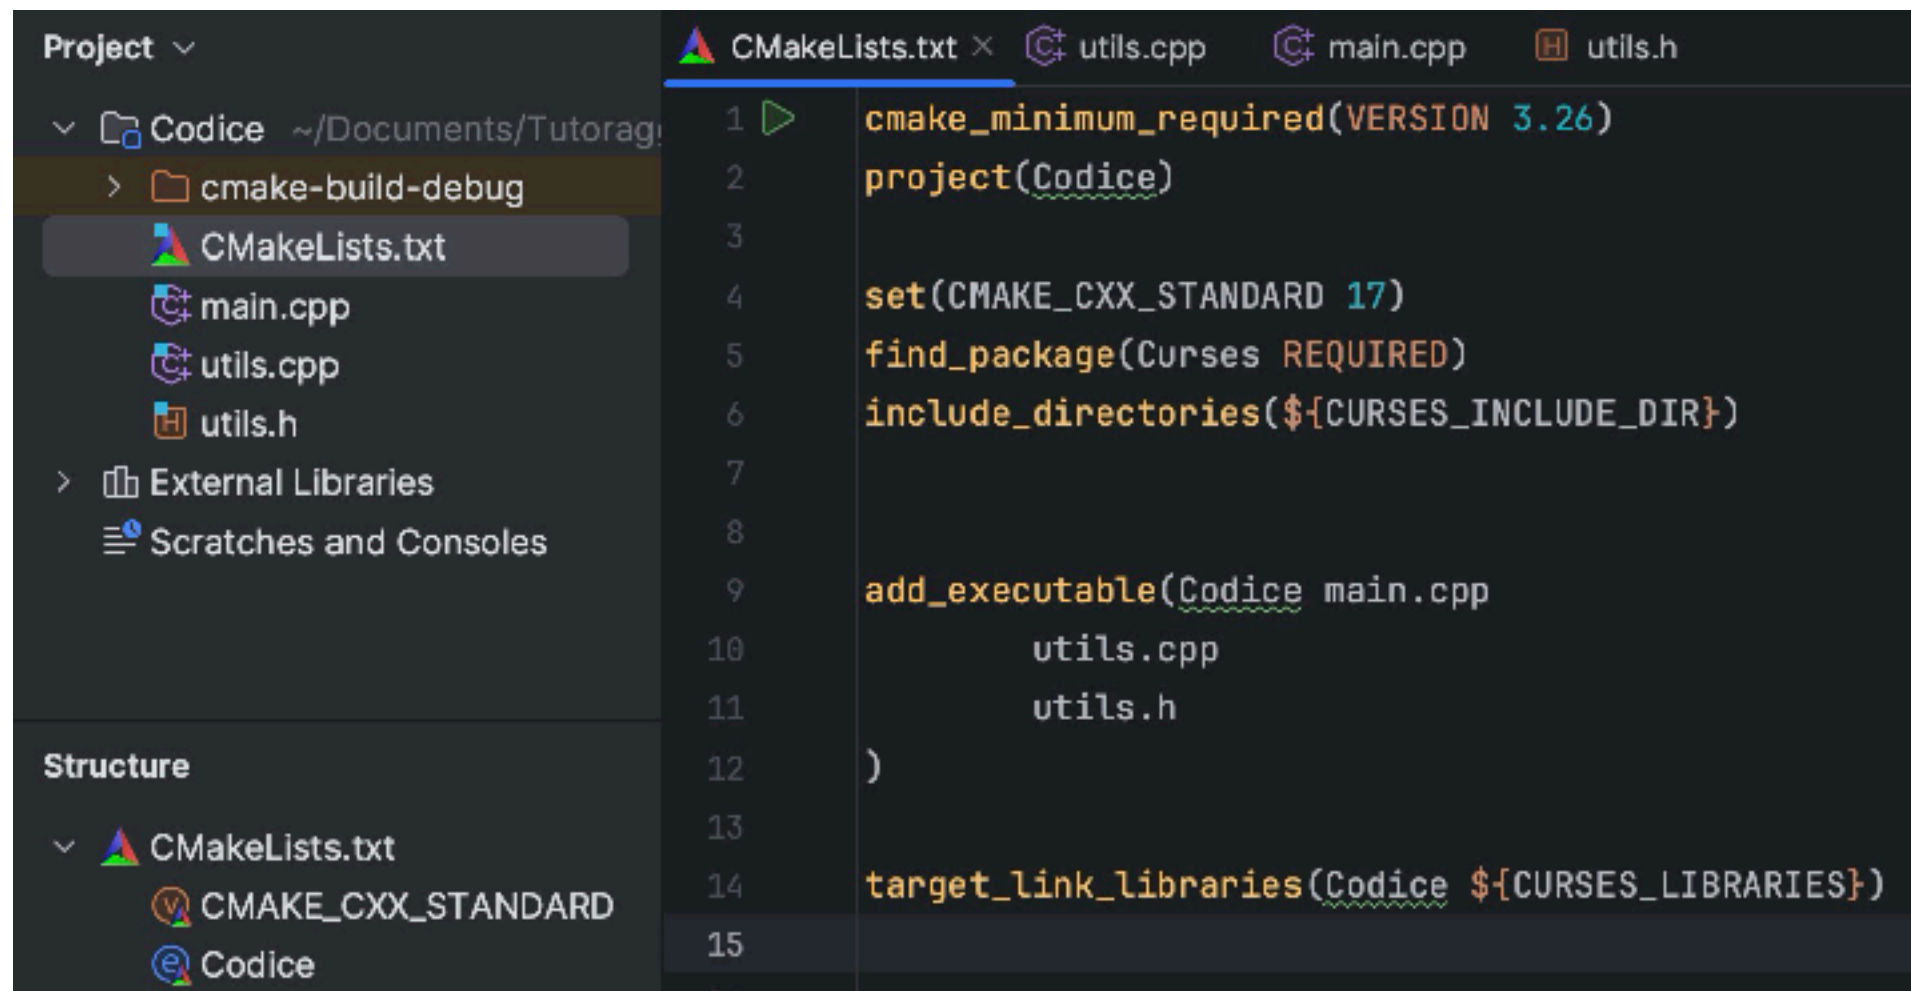 Project
Codice ~/Documents/Tutorag
cmake-build-debug
CMakeLists.txt
main.cpp
utils.cpp
utils.h
External Libraries
Scratches and Consoles
Structure
CMakeLists.txt
CMAKE_CXX_STANDARD
Codice
CMakeLists.txt utils.cpp main.cpp utils.h
1 cmake_minimum_required(VERSION 3.26)
2 project(Codice)
3
4 set(CMAKE_CXX_STANDARD 17)
5 find_package(Curses REQUIRED)
6 include_directories(${CURSES_INCLUDE_DIR})
7
8
9 add_executable(Codice main.cpp
10 utils.cpp
11 utils.h
12 )
13
14 target_link_libraries(Codice ${CURSES_LIBRARIES})
15